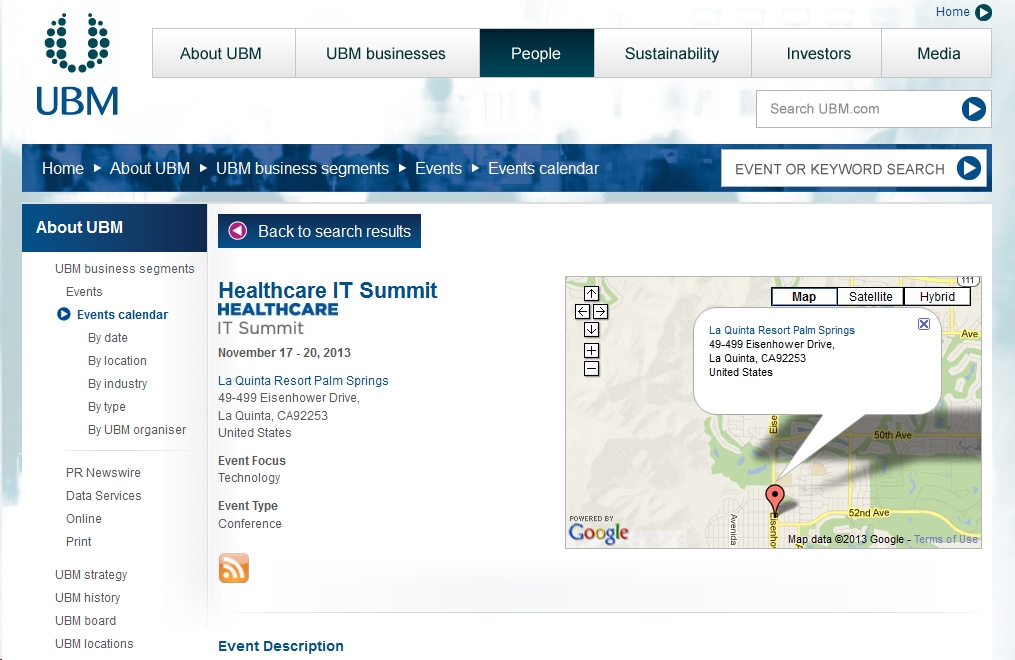 Home
About UBM
UBM businesses
People
Sustainability
Investors
Media
UBM
Search UBM.com
Home
About UBM
UBM business segments
Events
Events calendar
EVENT OR KEYWORD SEARCH
About UBM
UBM business segments
Events
Events calendar
By date
By location
By industry
By type
By UBM organiser
PR Newswire
Data Services
Online
Print
UBM strategy
UBM history
UBM board
UBM locations
Back to search results
Healthcare IT Summit
HEALTHCARE
IT Summit
November 17 - 20, 2013
La Quinta Resort Palm Springs
49-499 Eisenhower Drive,
La Quinta, CA92253
United States
Event Focus
Technology
Event Type
Conference
111
Map
Satellite
Hybrid
La Quinta Resort Palm Springs
49-499 Eisenhower Drive,
La Quinta, CA92253
United States
Ave
Eise
50th Ave
52nd Ave
Avenida
Eisenho
POWERED BY
Google
Map data ©2013 Google - Terms of Use
Event Description